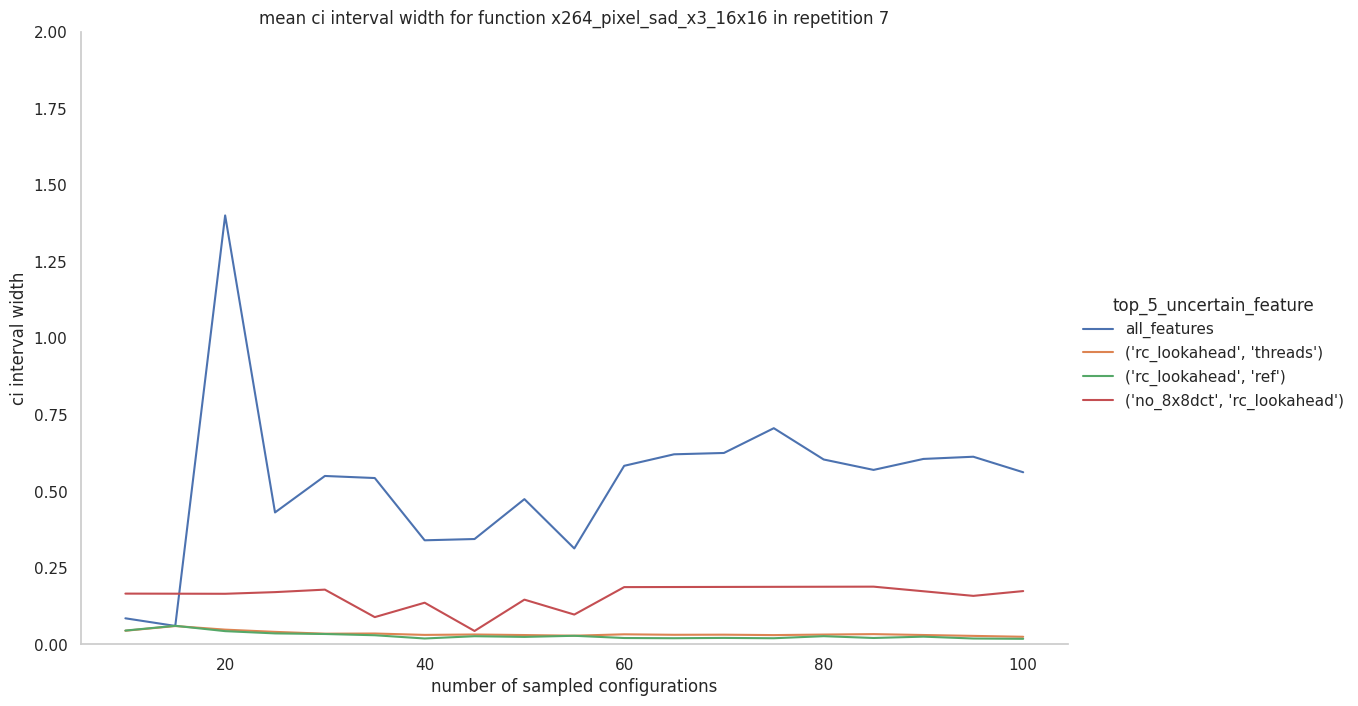 mean ci interval width for function x264_pixel_sad_x3_16x16 in repetition 7
2.00
1.75
1.50
1.25
1.00
0.75
0.50
0.25
0.00
ci interval width
20
40
60
80
100
number of sampled configurations
top_5_uncertain_feature
all_features
('rc_lookahead', 'threads')
('rc_lookahead', 'ref')
('no_8x8dct', 'rc_lookahead')